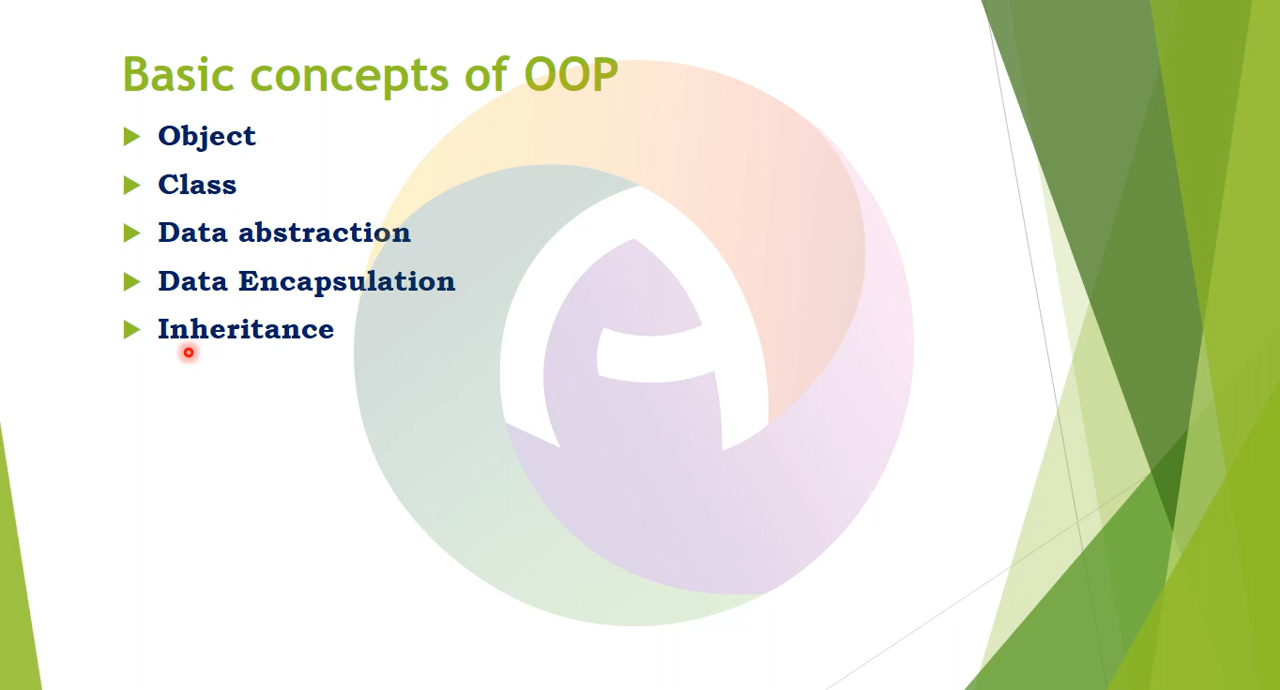 Basic concepts of OOP
Object
Class
Data abstraction
Data Encapsulation
Inheritance